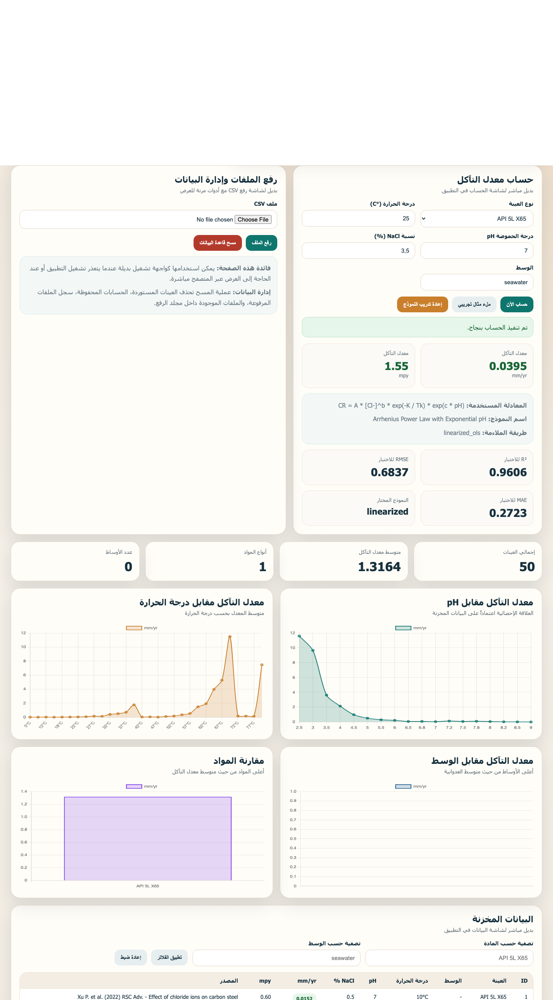 حساب معدل التآكل
بديل مباشر لشاشة الحساب في التطبيق
نوع العينة
درجة الحرارة (°C)
API 5L X65
25
درجة الحموضة pH
نسبة NaCl (%)
7
3,5
الوسط
seawater
حساب الآن
ملء مثال تجريبي
إعادة تدريب النموذج
تم تنفيذ الحساب بنجاح.
معدل التآكل
0.0395
mm/yr
معدل التآكل
1.55
mpy
المعادلة المستخدمة: CR = A * [Cl-]^b * exp(-K / Tk) * exp(c * pH)
اسم النموذج: Arrhenius Power Law with Exponential pH
طريقة الملاءمة: linearized_ols
R² للاختبار
0.9606
RMSE للاختبار
0.6837
MAE للاختبار
0.2723
النموذج المختار
linearized
رفع الملفات وإدارة البيانات
بديل لشاشة رفع CSV مع أدوات مرنة للعرض
ملف CSV
Choose File No file chosen
رفع الملف
مسح قاعدة البيانات
فائدة هذه الصفحة: يمكن استخدامها كواجهة تشغيل بديلة عندما يتعذر تشغيل التطبيق أو عند
الحاجة إلى العرض عبر المتصفح مباشرة.
إدارة البيانات: عملية المسح تحذف العينات المستوردة، الحسابات المحفوظة، سجل الملفات
المرفوعة، والملفات الموجودة داخل مجلد الرفع.
إجمالي العينات
50
متوسط معدل التآكل
1.3164
أنواع المواد
1
عدد الأوساط
0
معدل التآكل مقابل pH
العلاقة الإحصائية اعتماداً على البيانات المخزنة
mm/yr
12
10
8
6
4
2
0
2.5 3 3.5 4 4.5 5 5.5 6 6.5 6.8 7 7.2 7.5 7.8 8 8.2 8.5 9
معدل التآكل مقابل درجة الحرارة
متوسط المعدل بحسب درجة الحرارة
mm/yr
12
10
8
6
4
2
0
5°C 12°C 18°C 22°C 27°C 32°C 37°C 42°C 47°C 52°C 57°C 62°C 67°C 72°C 77°C
معدل التآكل مقابل الوسط
أعلى الأوساط من حيث متوسط العدوانية
mm/yr
1.0
0.9
0.8
0.7
0.6
0.5
0.4
0.3
0.2
0.1
0
مقارنة المواد
أعلى المواد من حيث متوسط معدل التآكل
mm/yr
1.4
1.2
1.0
0.8
0.6
0.4
0.2
0
API 5L X65
البيانات المخزنة
بديل مباشر لشاشة البيانات في التطبيق
تصفية حسب المادة
تصفية حسب الوسط
API 5L X65
seawater
تطبيق الفلاتر
إعادة ضبط
ID العينة الوسط درجة الحرارة pH NaCl % mm/yr mpy المصدر
1 API 5L X65 - 10°C 7 0.5 0.0152 0.60 Xu P. et al. (2022) RSC Adv. - Effect of chloride ions on carbon steel